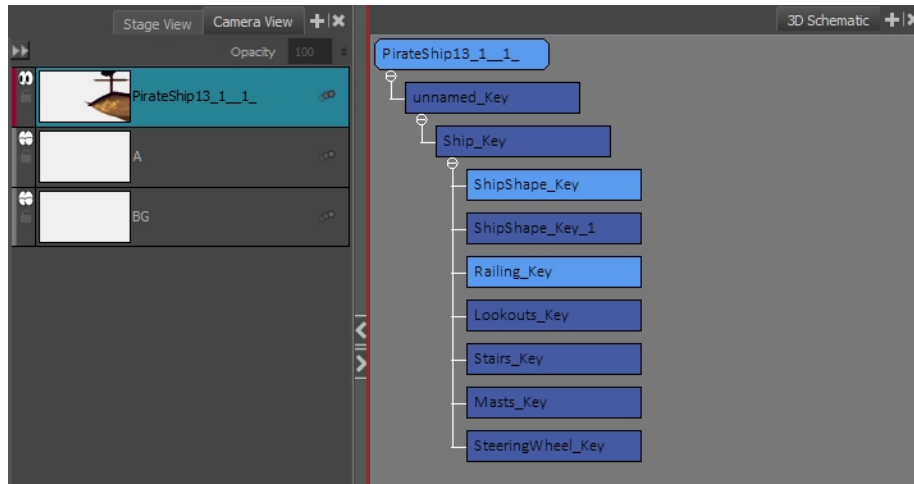 Stage View
Camera View
3D Schematic
Opacity 100
PirateShip13_1__1_
A
BG
PirateShip13_1__1_
unnamed_Key
Ship_Key
ShipShape_Key
ShipShape_Key_1
Railing_Key
Lookouts_Key
Stairs_Key
Masts_Key
SteeringWheel_Key